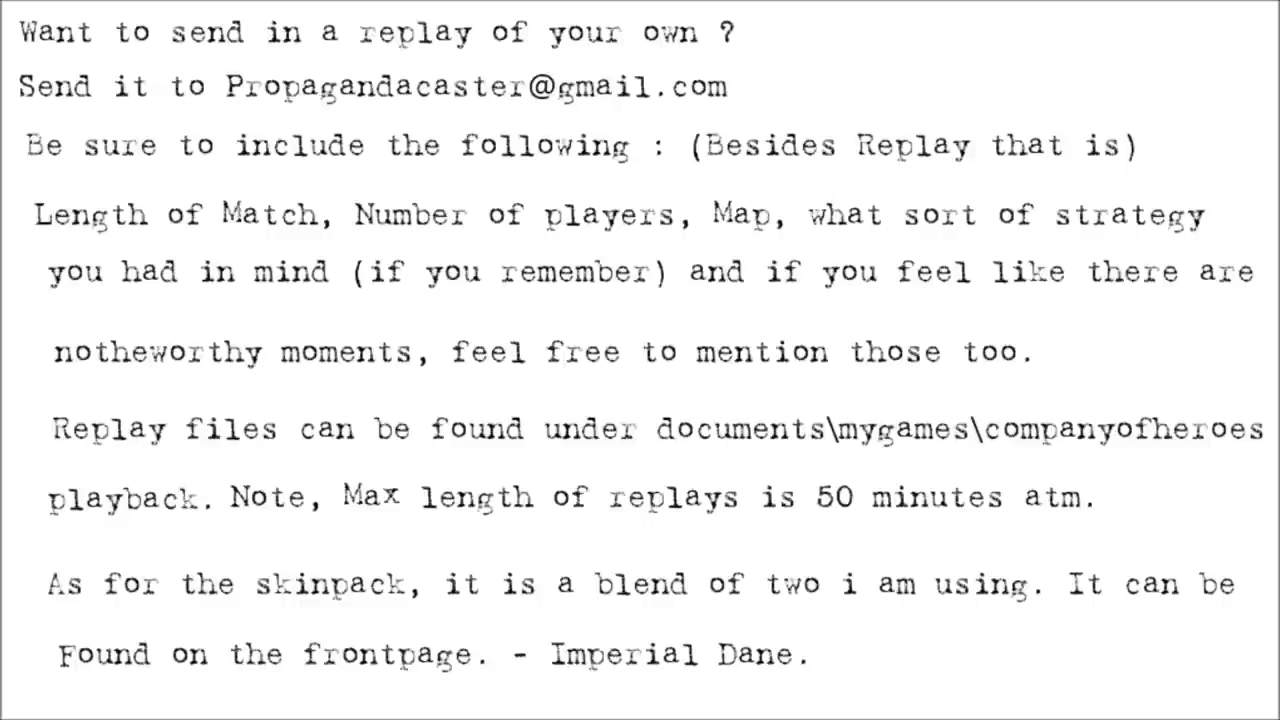 Want to send in a replay of your own ?
Send it to Propagandacaster@gmail.com
Be sure to include the following : (Besides Replay that is)
Length of Match, Number of players, Map, what sort of strategy
you had in mind (if you remember) and if you feel like there are
notheworthy moments, feel free to mention those too.
Replay files can be found under documents\mygames\companyofheroes
playback. Note, Max length of replays is 50 minutes atm.
As for the skinpack, it is a blend of two i am using. It can be
Found on the frontpage. - Imperial Dane.